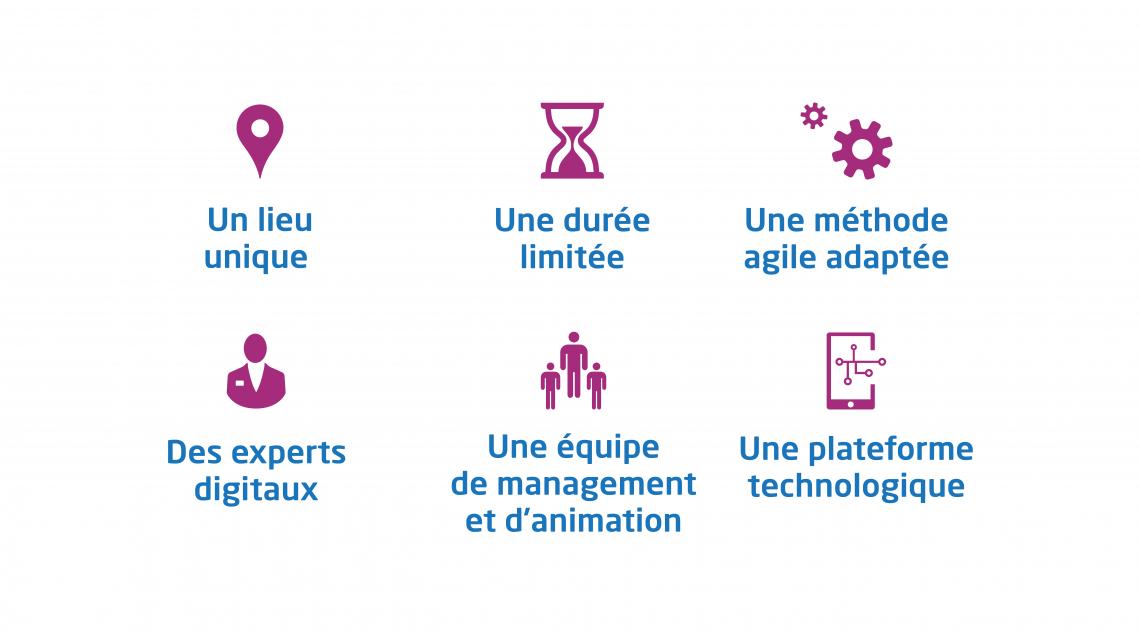 Un lieu
unique
Une durée
limitée
Une méthode
agile adaptée
Des experts
digitaux
Une équipe
de management
et d’animation
Une plateforme
technologique